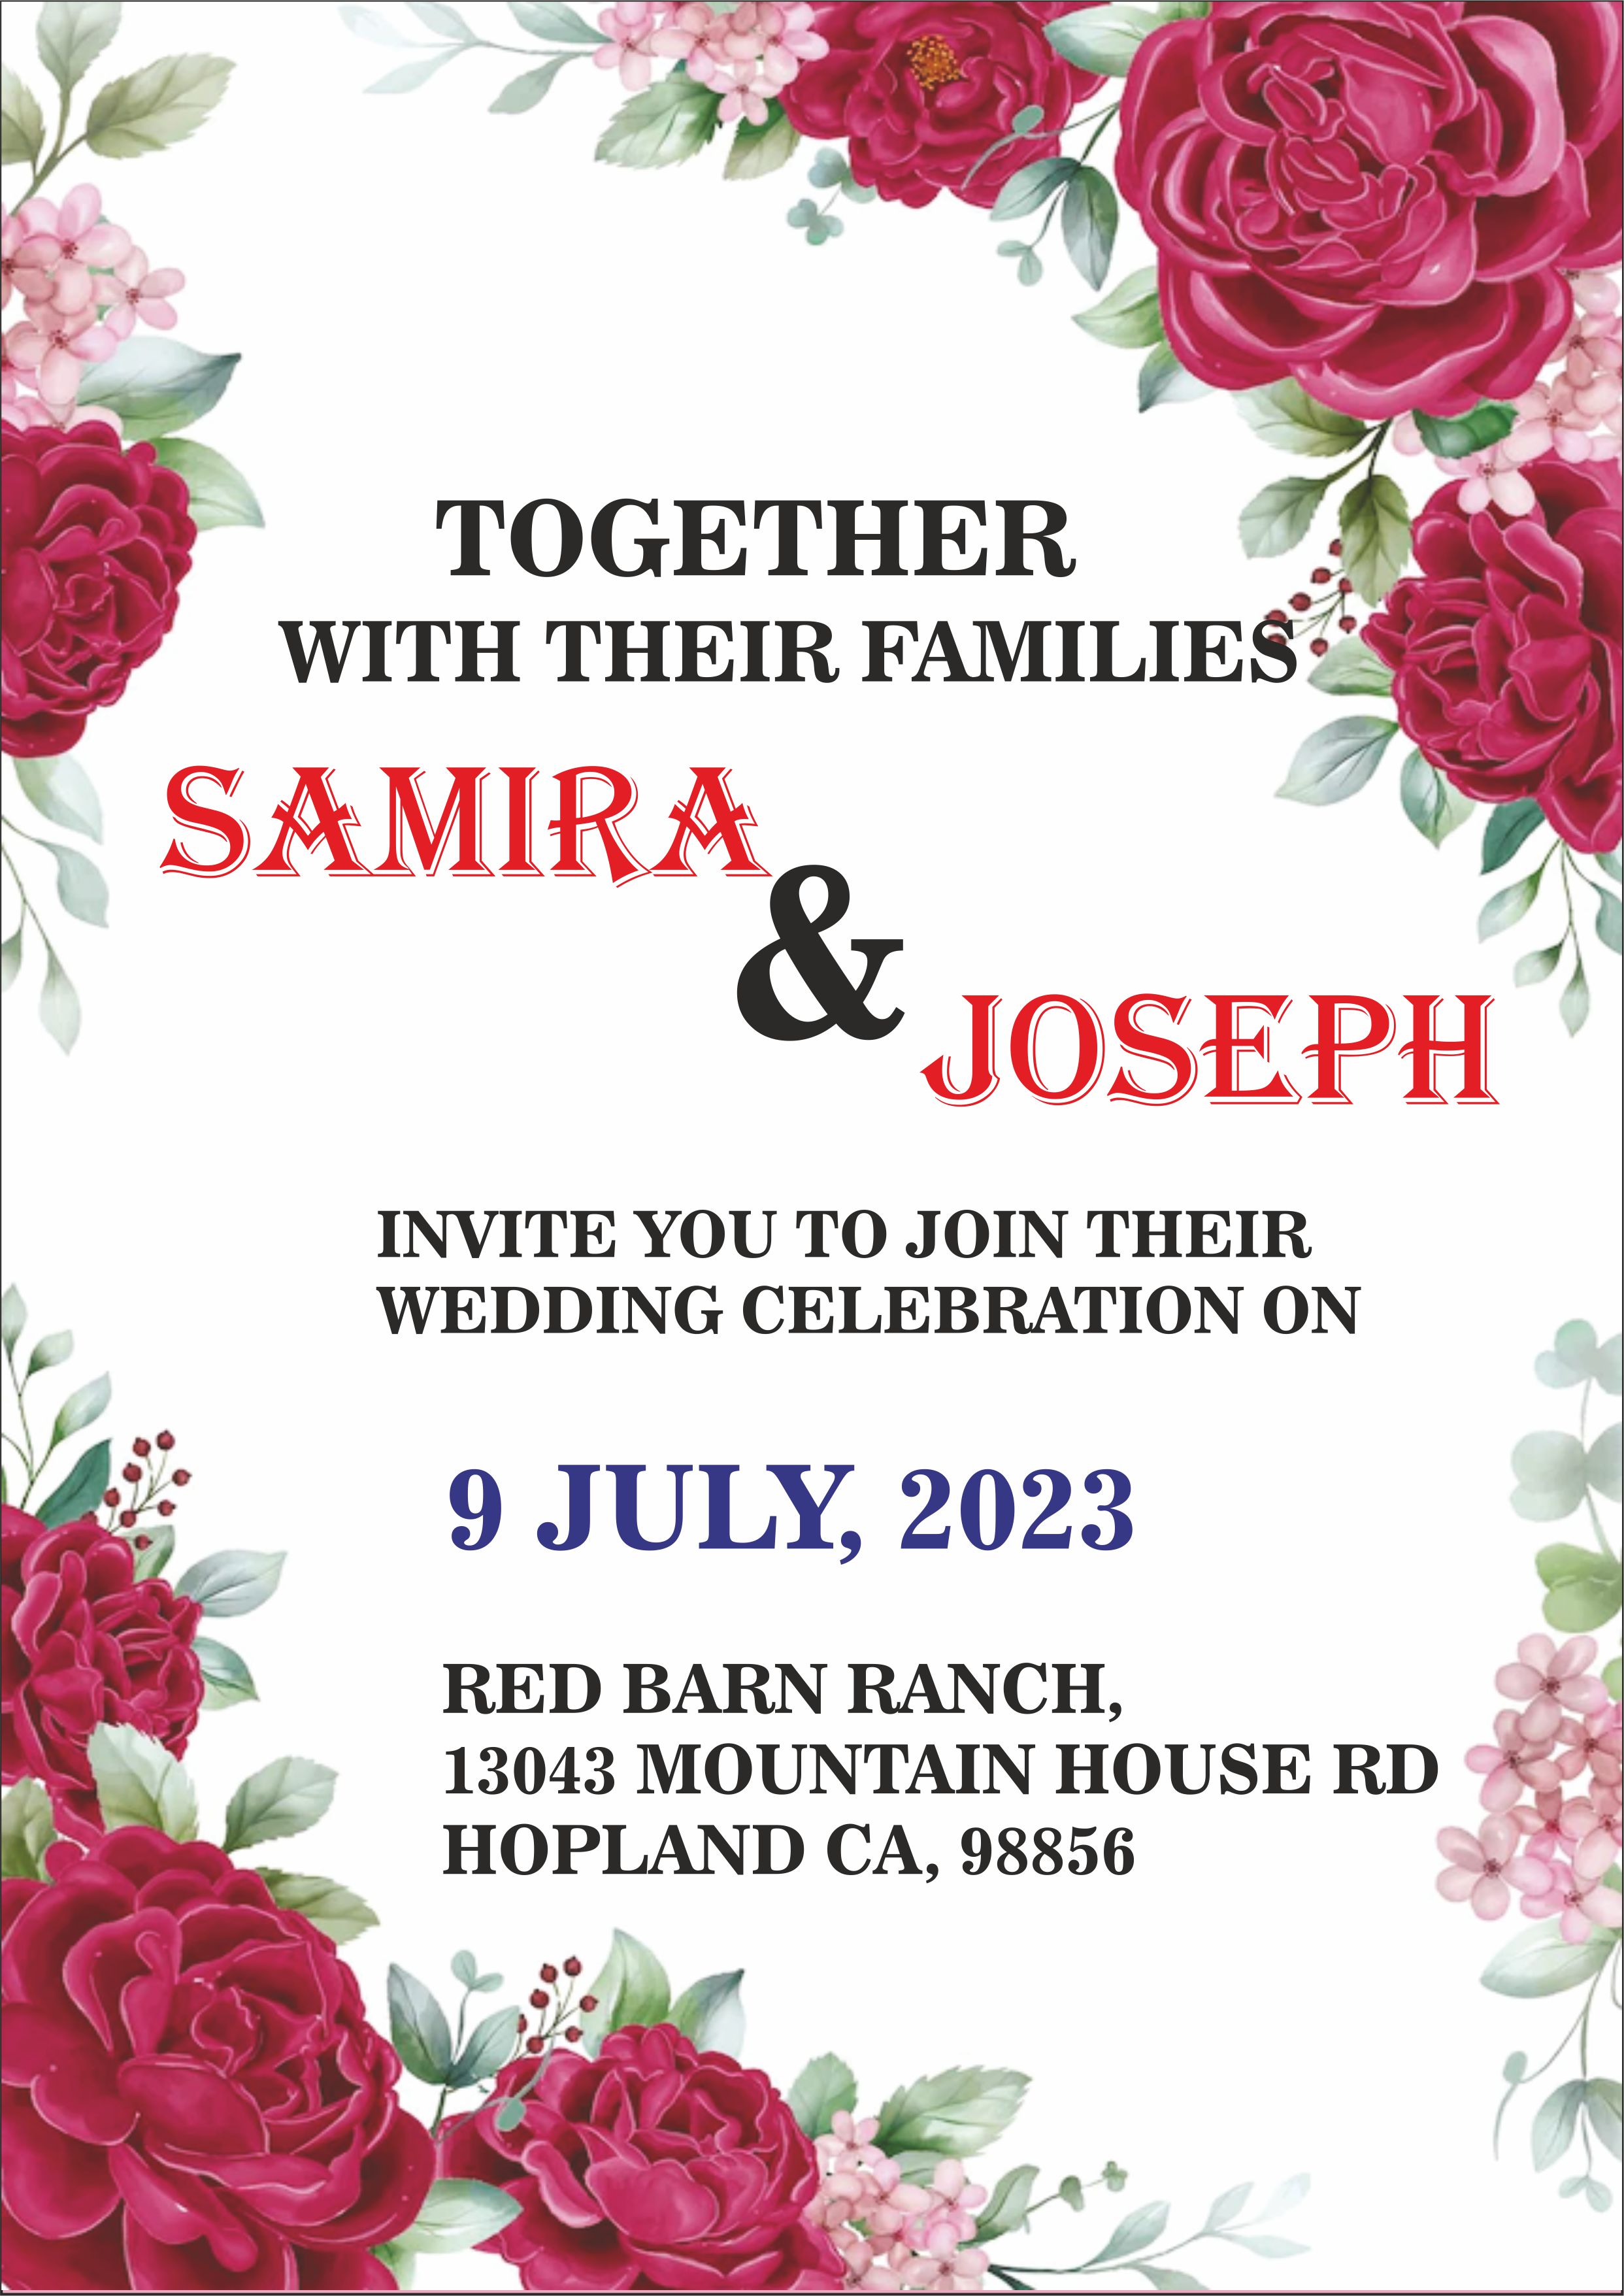 TOGETHER
WITH THEIR FAMILIES
SAMIRA
&
JOSEPH
INVITE YOU TO JOIN THEIR
WEDDING CELEBRATION ON
9 JULY, 2023
RED BARN RANCH,
13043 MOUNTAIN HOUSE RD
HOPLAND CA, 98856